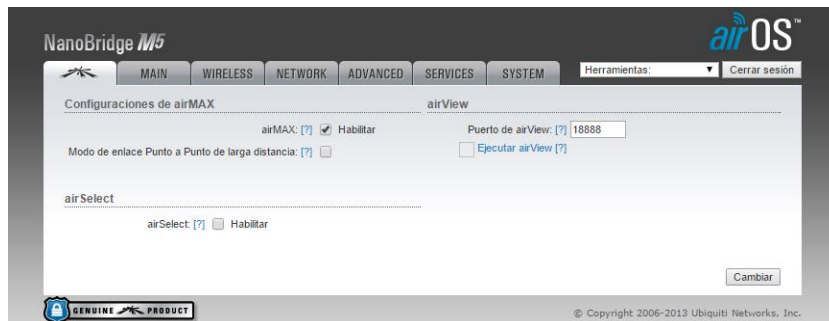 NanoBridge M5
airOS™
MAIN WIRELESS NETWORK ADVANCED SERVICES SYSTEM Herramientas: Cerrar sesión
Configuraciones de airMAX
airMAX: [?] Habilitar
Modo de enlace Punto a Punto de larga distancia: [?]
airView
Puerto de airView: [?] 18888
Ejecutar airView [?]
airSelect
airSelect: [?] Habilitar
Cambiar
GENUINE PRODUCT
© Copyright 2006-2013 Ubiquiti Networks, Inc.